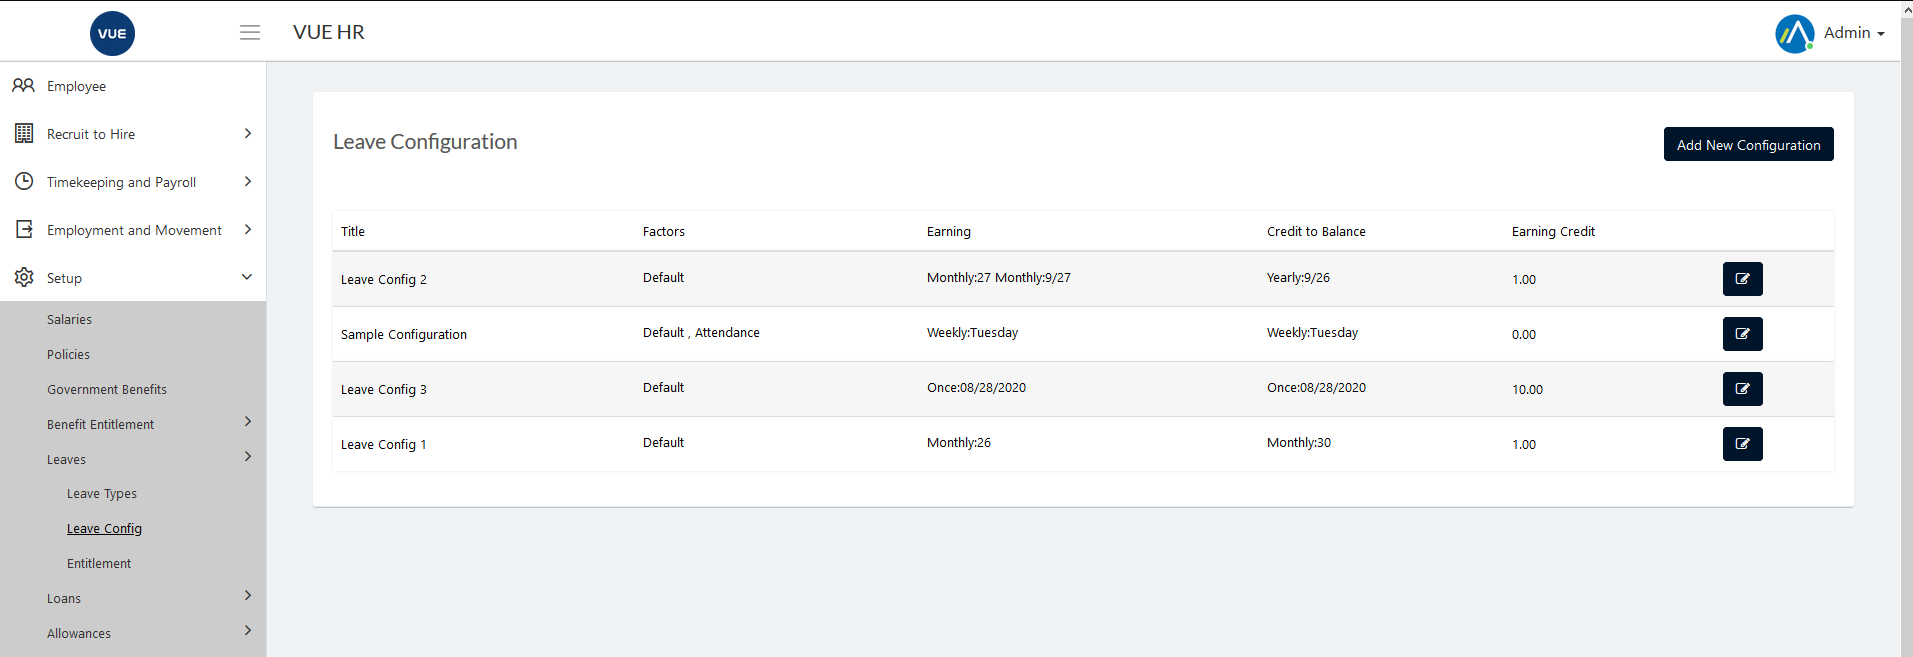 VUE
VUE HR
Admin
Employee
Recruit to Hire
Timekeeping and Payroll
Employment and Movement
Setup
Salaries
Policies
Government Benefits
Benefit Entitlement
Leaves
Leave Types
Leave Config
Entitlement
Loans
Allowances
Leave Configuration
Add New Configuration
Title Factors Earning Credit to Balance Earning Credit
Leave Config 2 Default Monthly:27 Monthly:9/27 Yearly:9/26 1.00
Sample Configuration Default , Attendance Weekly:Tuesday Weekly:Tuesday 0.00
Leave Config 3 Default Once:08/28/2020 Once:08/28/2020 10.00
Leave Config 1 Default Monthly:26 Monthly:30 1.00